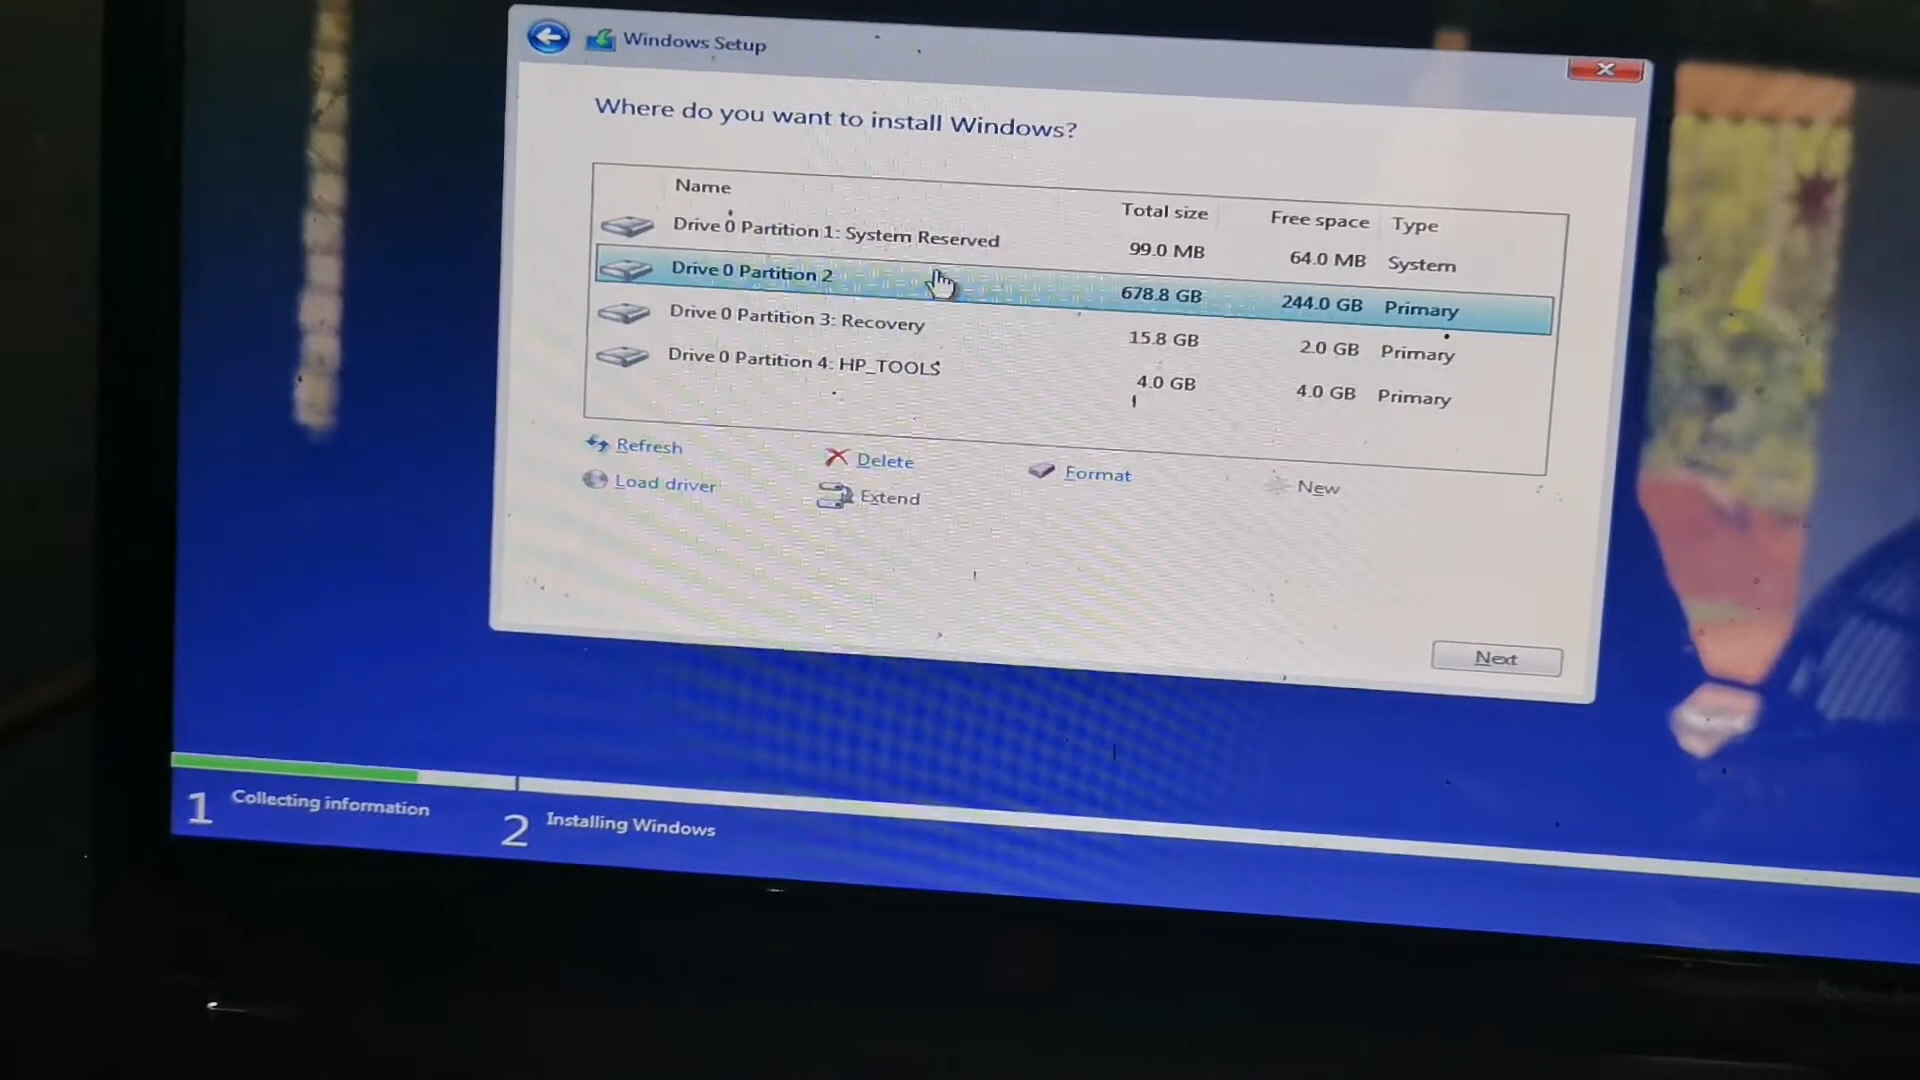 Windows Setup
Where do you want to install Windows?
Name Total size Free space Type
Drive 0 Partition 1: System Reserved 99.0 MB 64.0 MB System
Drive 0 Partition 2 678.8 GB 244.0 GB Primary
Drive 0 Partition 3: Recovery 15.8 GB 2.0 GB Primary
Drive 0 Partition 4: HP_TOOLS 4.0 GB 4.0 GB Primary
Refresh Delete Format New
Load driver Extend
Next
1 Collecting information 2 Installing Windows